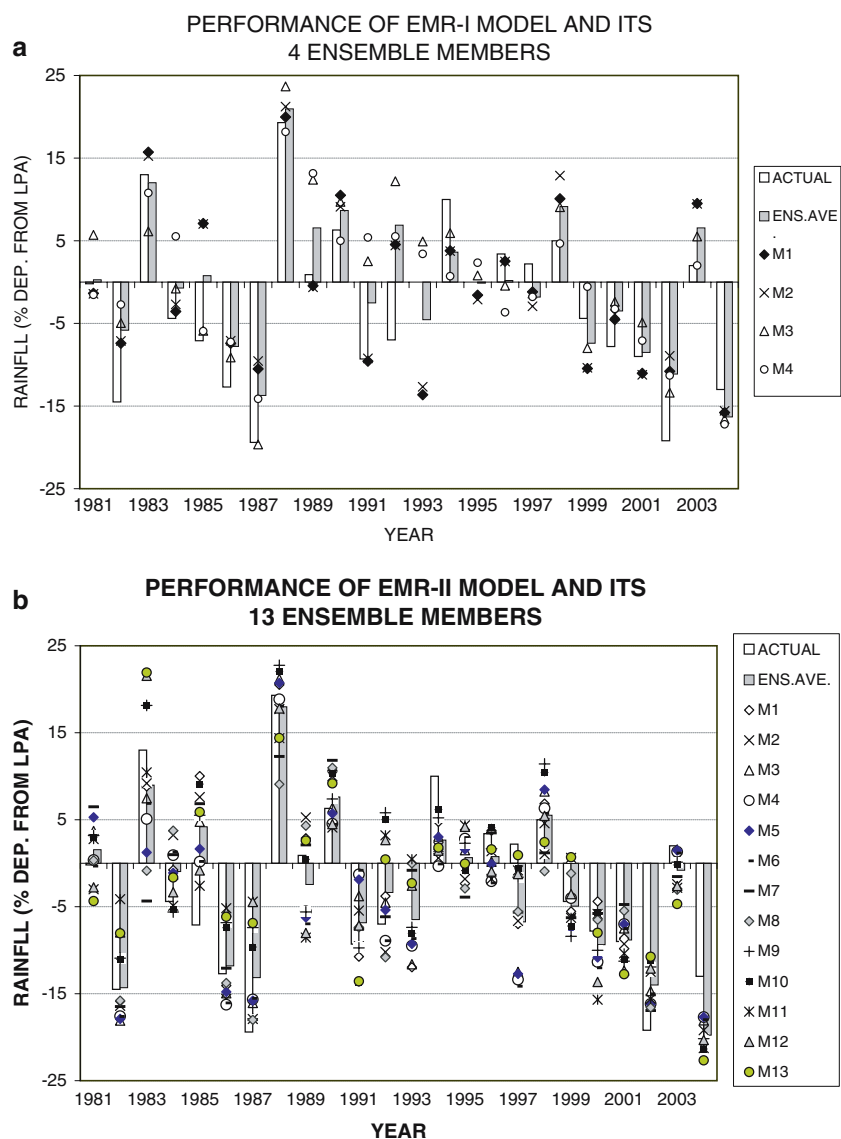 PERFORMANCE OF EMR-I MODEL AND ITS
4 ENSEMBLE MEMBERS
a
25
15
5
-5
-15
-25
RAINFLL (% DEP. FROM LPA)
1981 1983 1985 1987 1989 1991 1993 1995 1997 1999 2001 2003
YEAR
ACTUAL
ENS.AVE.
M1
M2
M3
M4
PERFORMANCE OF EMR-II MODEL AND ITS
13 ENSEMBLE MEMBERS
b
25
15
5
-5
-15
-25
RAINFLL (% DEP. FROM LPA)
1981 1983 1985 1987 1989 1991 1993 1995 1997 1999 2001 2003
YEAR
ACTUAL
ENS.AVE.
M1
M2
M3
M4
M5
M6
M7
M8
M9
M10
M11
M12
M13